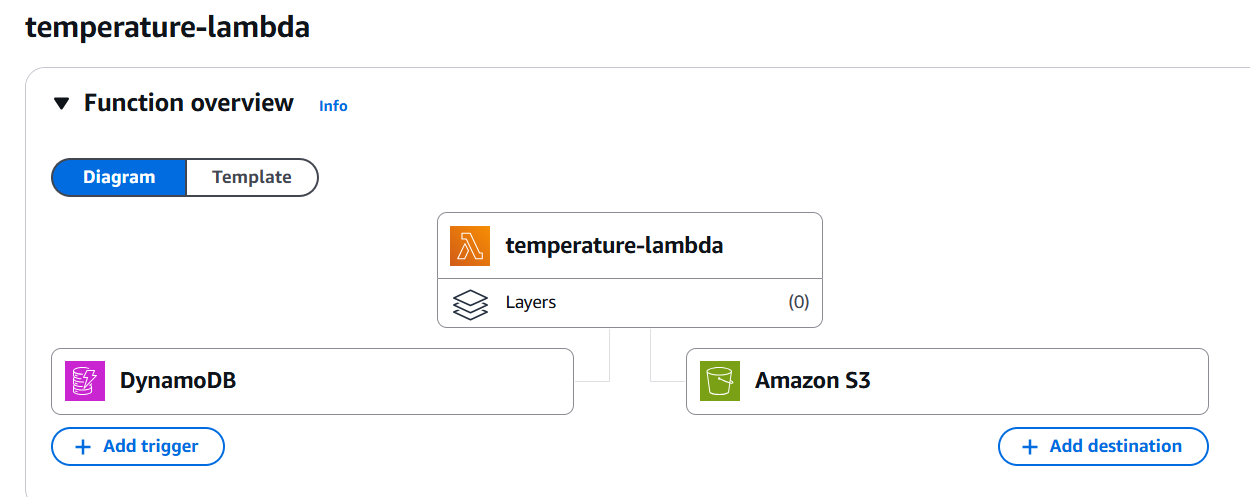 temperature-lambda
Function overview Info
Diagram Template
temperature-lambda
Layers (0)
DynamoDB Amazon S3
Add trigger Add destination